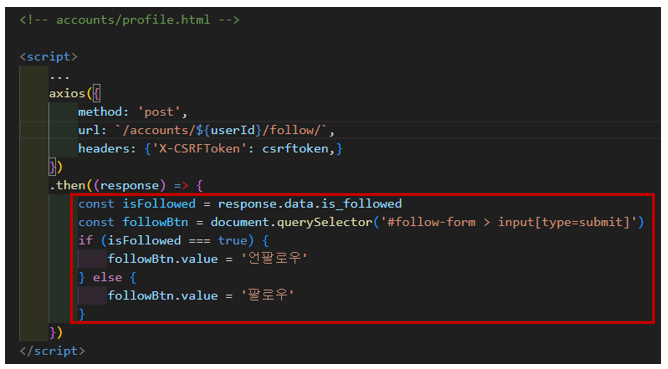 <!-- accounts/profile.html -->
<script>
...
axios({
method: 'post',
url: `/accounts/${userId}/follow/`,
headers: {'X-CSRFToken': csrftoken,}
})
.then((response) => {
const isFollowed = response.data.is_followed
const followBtn = document.querySelector('#follow-form > input[type=submit]')
if (isFollowed === true) {
followBtn.value = '언팔로우'
} else {
followBtn.value = '팔로우'
}
})
</script>